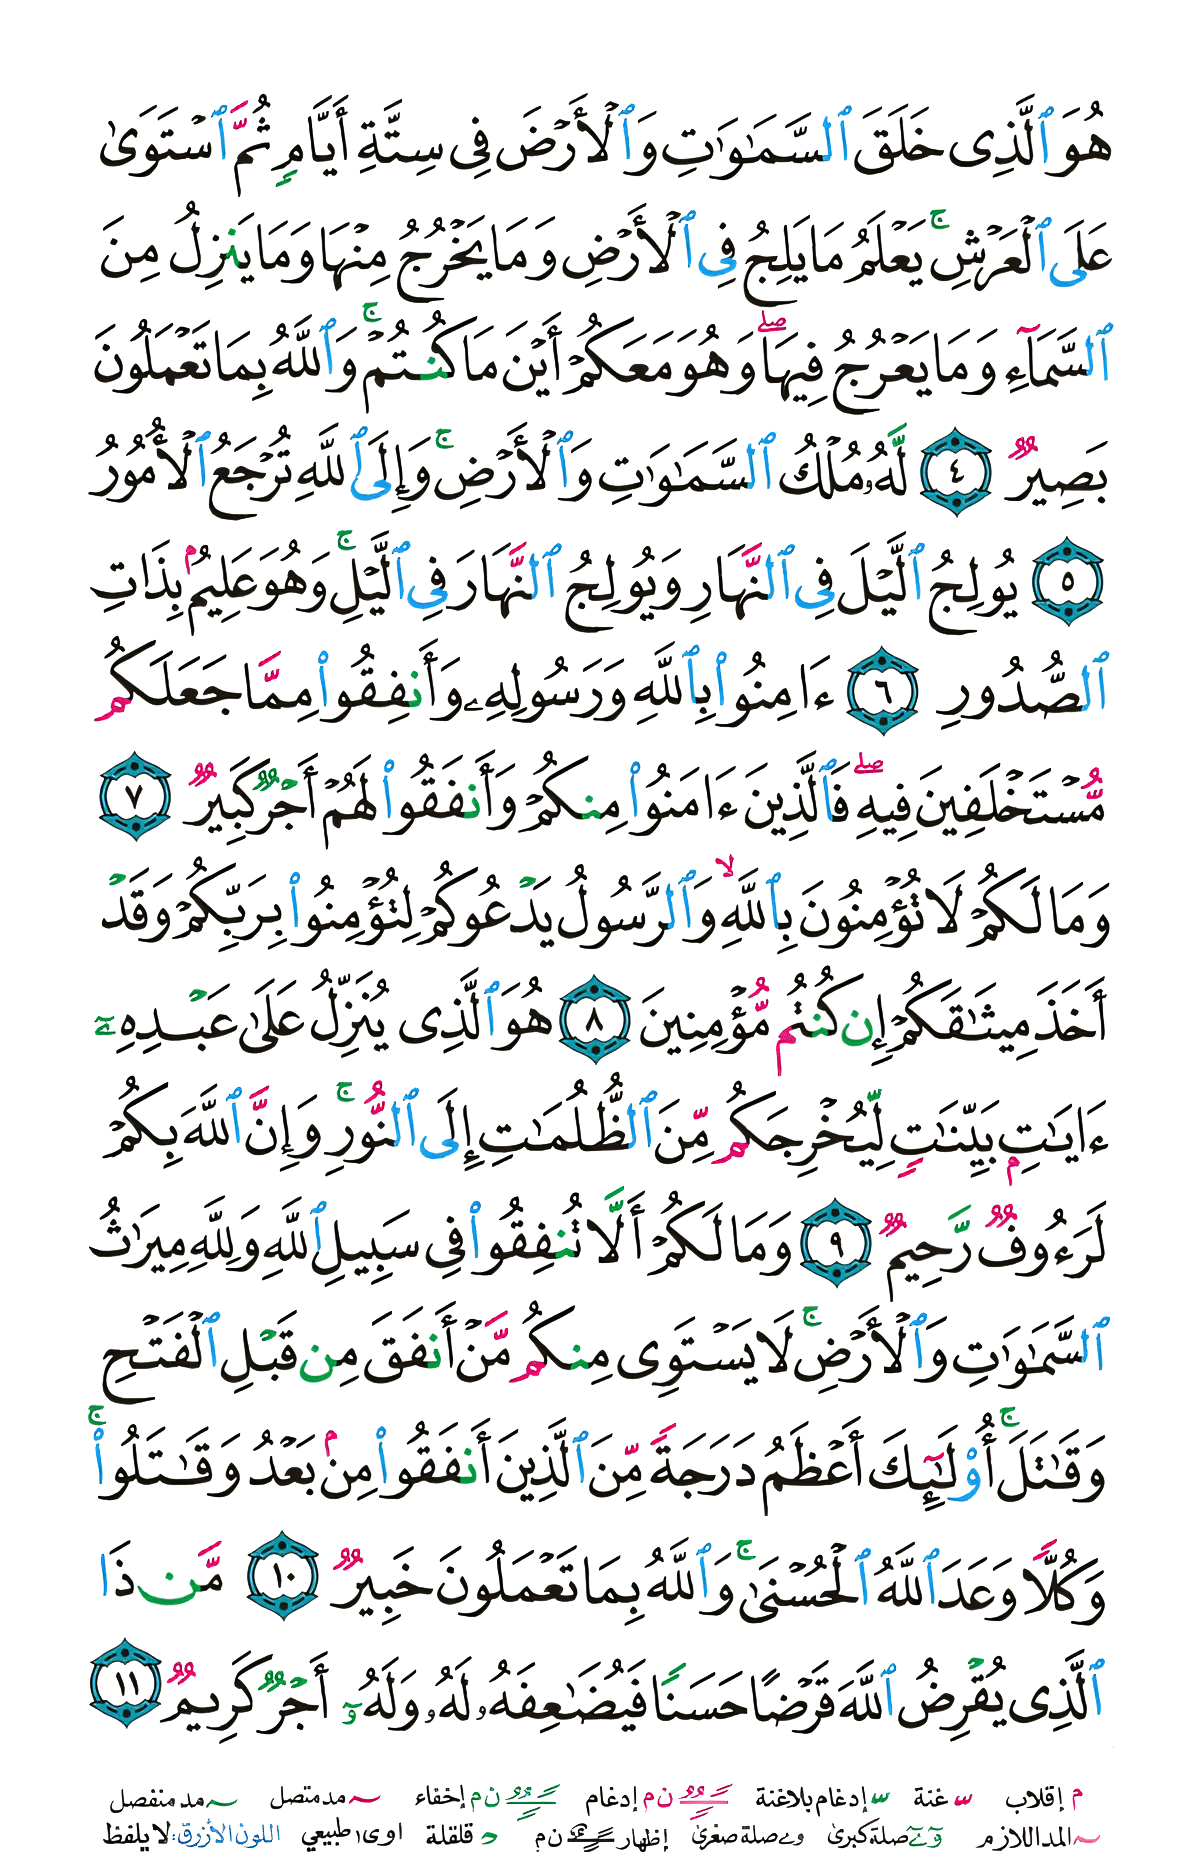 هُوَ ٱلَّذِى خَلَقَ ٱلسَّمَـٰوَٰتِ وَٱلْأَرْضَ فِى سِتَّةِ أَيَّامٍ ثُمَّ ٱسْتَوَىٰ
عَلَى ٱلْعَرْشِ ۚ يَعْلَمُ مَا يَلِجُ فِى ٱلْأَرْضِ وَمَا يَخْرُجُ مِنْهَا وَمَا يَنزِلُ مِنَ
ٱلسَّمَآءِ وَمَا يَعْرُجُ فِيهَا ۖ وَهُوَ مَعَكُمْ أَيْنَ مَا كُنتُمْ ۚ وَٱللَّهُ بِمَا تَعْمَلُونَ
بَصِيرٌ ٤ لَّهُۥ مُلْكُ ٱلسَّمَـٰوَٰتِ وَٱلْأَرْضِ ۚ وَإِلَى ٱللَّهِ تُرْجَعُ ٱلْأُمُورُ
٥ يُولِجُ ٱلَّيْلَ فِى ٱلنَّهَارِ وَيُولِجُ ٱلنَّهَارَ فِى ٱلَّيْلِ ۚ وَهُوَ عَلِيمٌۢ بِذَاتِ
ٱلصُّدُورِ ٦ ءَامِنُوا۟ بِٱللَّهِ وَرَسُولِهِۦ وَأَنفِقُوا۟ مِمَّا جَعَلَكُم
مُّسْتَخْلَفِينَ فِيهِ ۖ فَٱلَّذِينَ ءَامَنُوا۟ مِنكُمْ وَأَنفَقُوا۟ لَهُمْ أَجْرٌ كَبِيرٌ ٧
وَمَا لَكُمْ لَا تُؤْمِنُونَ بِٱللَّهِ ۙ وَٱلرَّسُولُ يَدْعُوكُمْ لِتُؤْمِنُوا۟ بِرَبِّكُمْ وَقَدْ
أَخَذَ مِيثَـٰقَكُمْ إِن كُنتُم مُّؤْمِنِينَ ٨ هُوَ ٱلَّذِى يُنَزِّلُ عَلَىٰ عَبْدِهِۦٓ
ءَايَـٰتٍۭ بَيِّنَـٰتٍ لِّيُخْرِجَكُم مِّنَ ٱلظُّلُمَـٰتِ إِلَى ٱلنُّورِ ۚ وَإِنَّ ٱللَّهَ بِكُمْ
لَرَءُوفٌ رَّحِيمٌ ٩ وَمَا لَكُمْ أَلَّا تُنفِقُوا۟ فِى سَبِيلِ ٱللَّهِ وَلِلَّهِ مِيرَٰثُ
ٱلسَّمَـٰوَٰتِ وَٱلْأَرْضِ ۚ لَا يَسْتَوِى مِنكُم مَّنْ أَنفَقَ مِن قَبْلِ ٱلْفَتْحِ
وَقَـٰتَلَ ۚ أُو۟لَـٰٓئِكَ أَعْظَمُ دَرَجَةً مِّنَ ٱلَّذِينَ أَنفَقُوا۟ مِنۢ بَعْدُ وَقَـٰتَلُوا۟ ۚ
وَكُلًّا وَعَدَ ٱللَّهُ ٱلْحُسْنَىٰ ۚ وَٱللَّهُ بِمَا تَعْمَلُونَ خَبِيرٌ ١٠ مَّن ذَا
ٱلَّذِى يُقْرِضُ ٱللَّهَ قَرْضًا حَسَنًا فَيُضَـٰعِفَهُۥ لَهُۥ وَلَهُۥٓ أَجْرٌ كَرِيمٌ ١١
م إقلاب ّ غنة ّ إدغام بلاغنة ن م إدغام ن م إخفاء ~ مد متصل ~ مد منفصل
~ المد اللازم وٓ ےٓ صلة كبرى و ے صلة صغرى إظهار ن م قلقلة ا و ى طبيعي اللون الأزرق: لا يلفظ